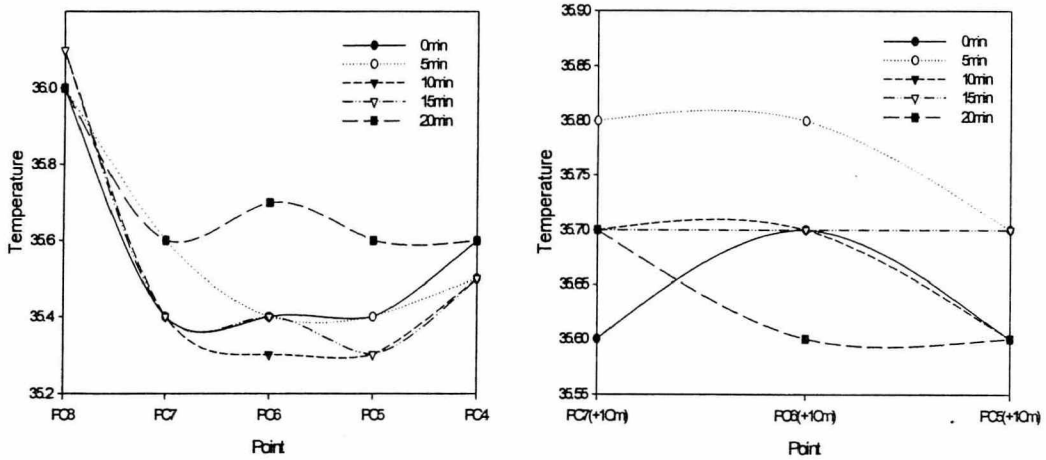 0min
5min
10min
15min
20min
36.0
35.8
35.6
35.4
35.2
Temperature
PC8 PC7 PC6 PC5 PC4
Point
0min
5min
10min
15min
20min
35.90
35.85
35.80
35.75
35.70
35.65
35.60
35.55
Temperature
PC7(+10m) PC6(+10m) PC5(+10m)
Point